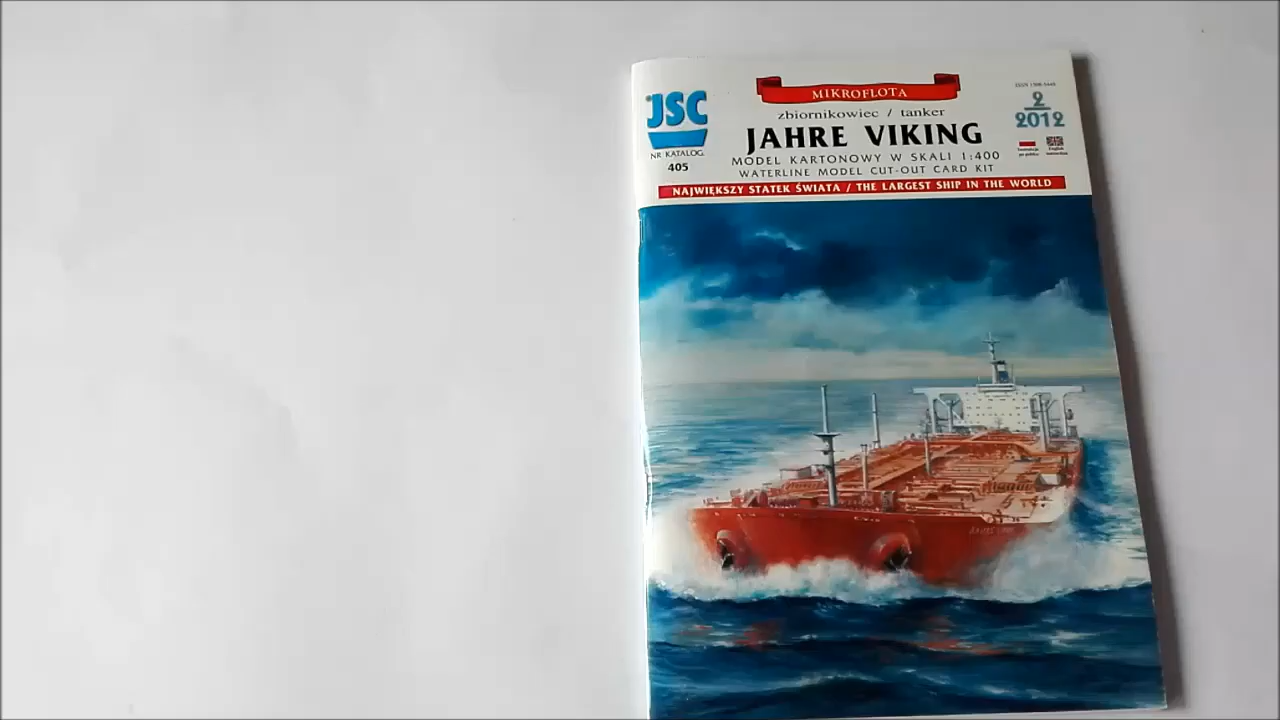 MIKROFLOTA
zbiornikowiec / tanker
JAHRE VIKING
MODEL KARTONOWY W SKALI 1:400
WATERLINE MODEL CUT-OUT CARD KIT
JSC
NR KATALOG.
405
2
2012
NAJWIĘKSZY STATEK ŚWIATA / THE LARGEST SHIP IN THE WORLD